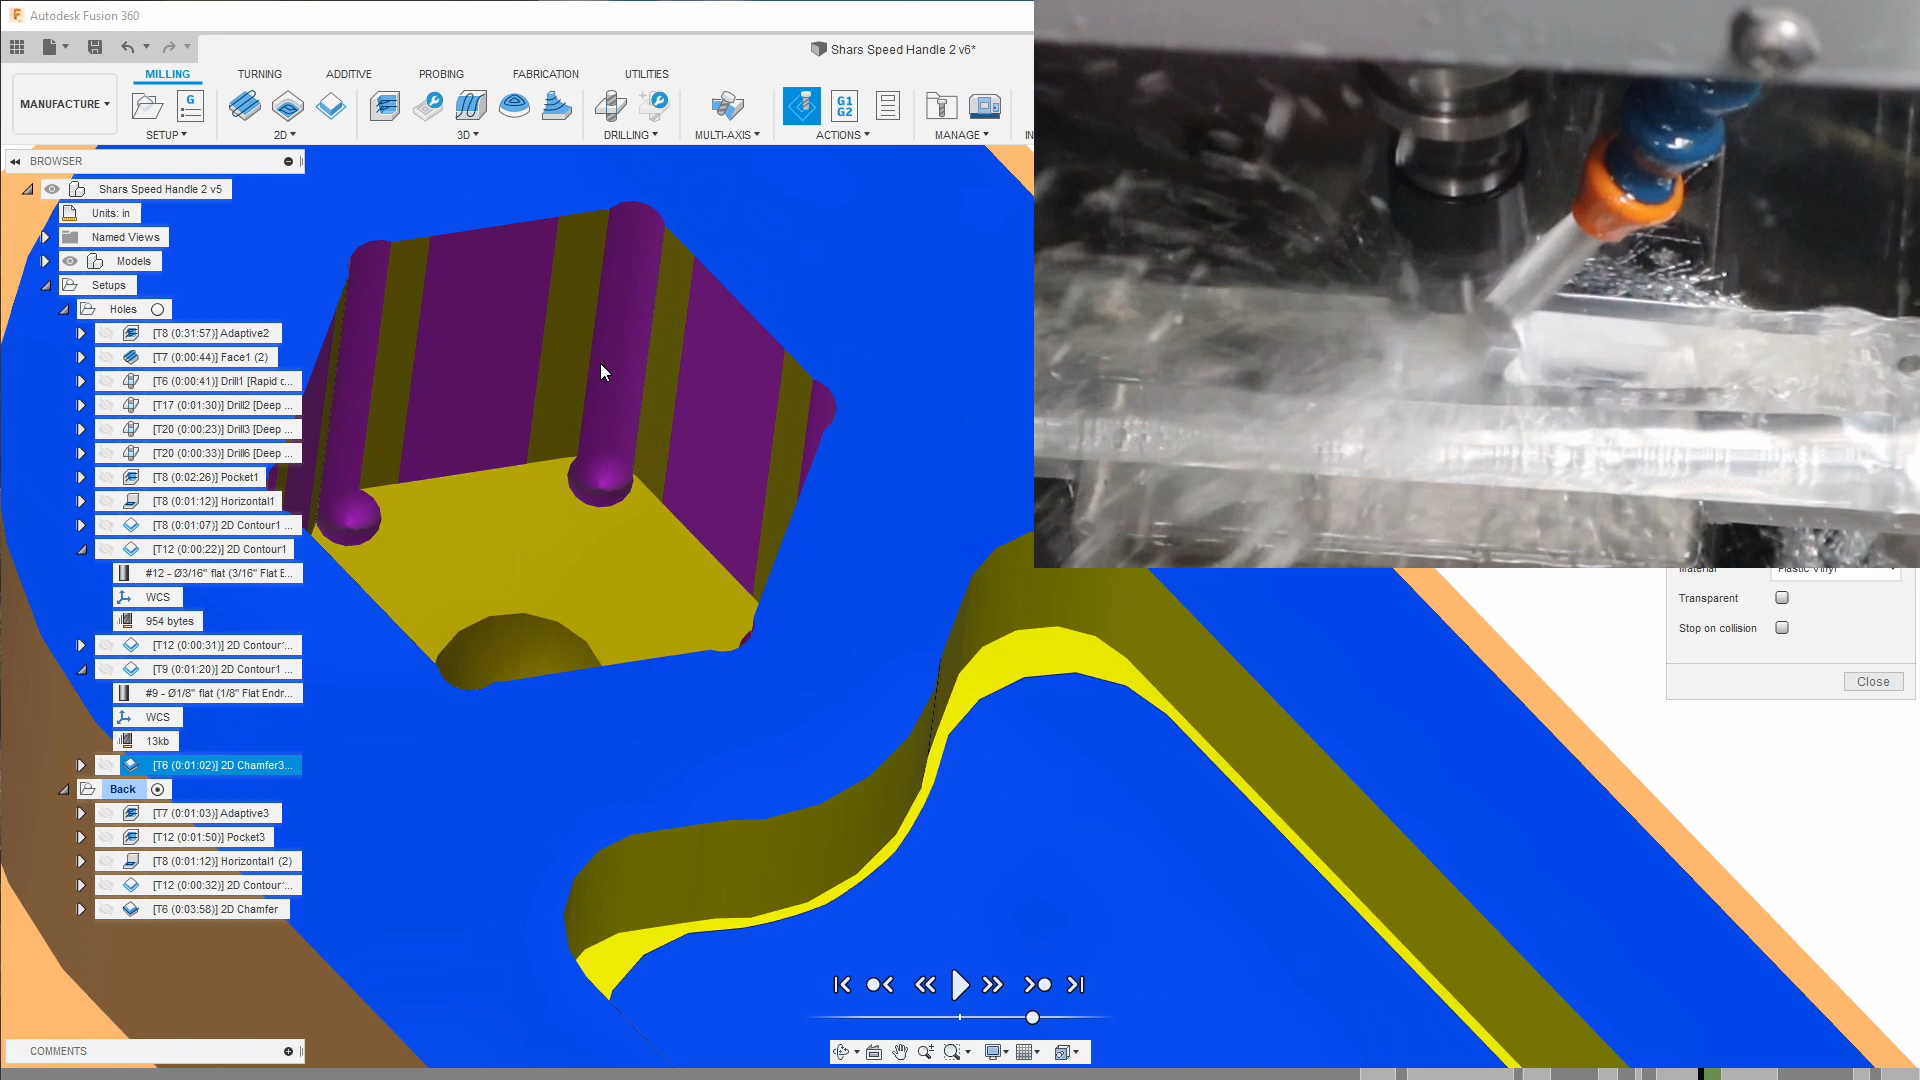 Autodesk Fusion 360
Shars Speed Handle 2 v6*
MILLING TURNING ADDITIVE PROBING FABRICATION UTILITIES
MANUFACTURE
G
G1
G2
SETUP 2D 3D DRILLING MULTI-AXIS ACTIONS MANAGE IN
BROWSER
Shars Speed Handle 2 v5
Units: in
Named Views
Models
Setups
Holes
[T8 (0:31:57)] Adaptive2
[T7 (0:00:44)] Face1 (2)
[T6 (0:00:41)] Drill1 [Rapid c...
[T17 (0:01:30)] Drill2 [Deep ...
[T20 (0:00:23)] Drill3 [Deep ...
[T20 (0:00:33)] Drill6 [Deep ...
[T8 (0:02:26)] Pocket1
[T8 (0:01:12)] Horizontal1
[T8 (0:01:07)] 2D Contour1 ...
[T12 (0:00:22)] 2D Contour1
#12 - Ø3/16" flat (3/16" Flat E...
WCS
954 bytes
[T12 (0:00:31)] 2D Contour'...
[T9 (0:01:20)] 2D Contour1 ...
#9 - Ø1/8" flat (1/8" Flat Endr...
WCS
13kb
[T6 (0:01:02)] 2D Chamfer3...
Back
[T7 (0:01:03)] Adaptive3
[T12 (0:01:50)] Pocket3
[T8 (0:01:12)] Horizontal1 (2)
[T12 (0:00:32)] 2D Contour'...
[T6 (0:03:58)] 2D Chamfer
Material Plastic Vinyl
Transparent
Stop on collision
Close
COMMENTS